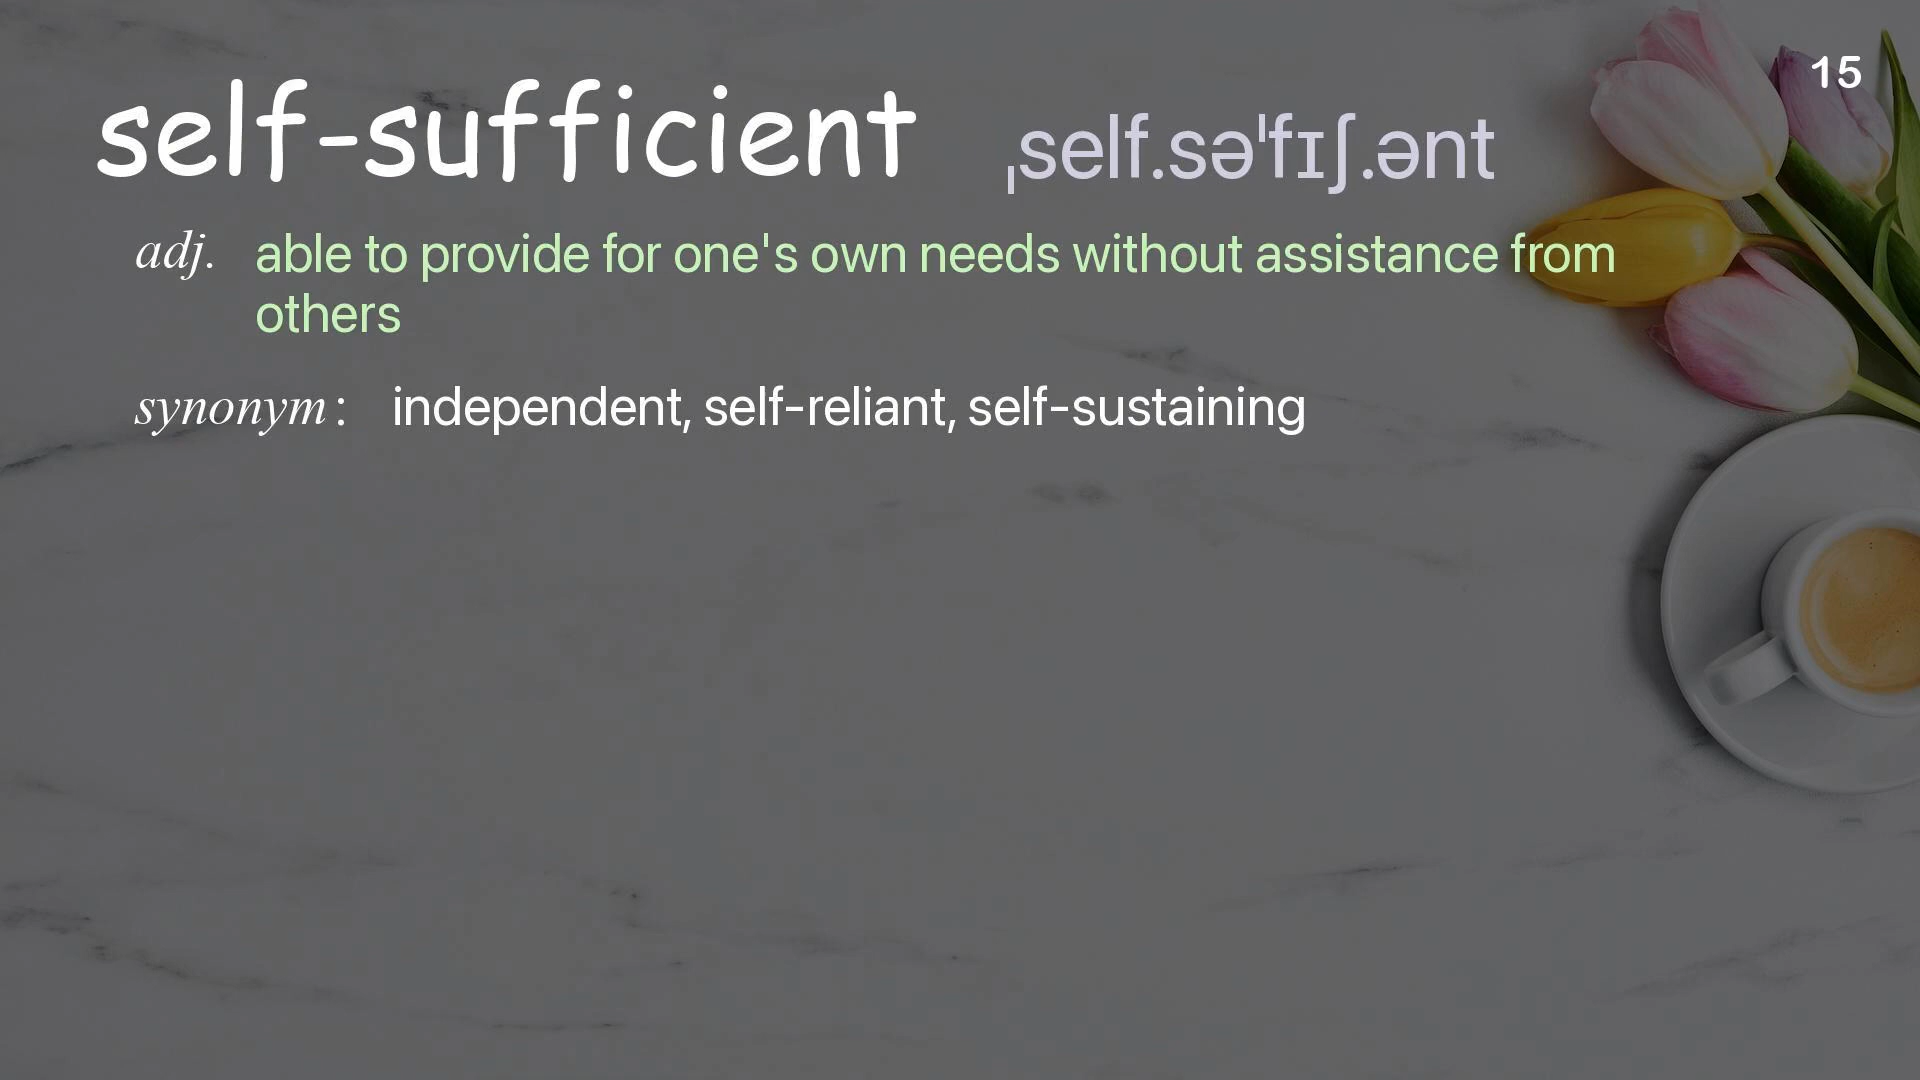 15
self-sufficient ˌself.səˈfɪʃ.ənt
adj. able to provide for one's own needs without assistance from
others
synonym: independent, self-reliant, self-sustaining